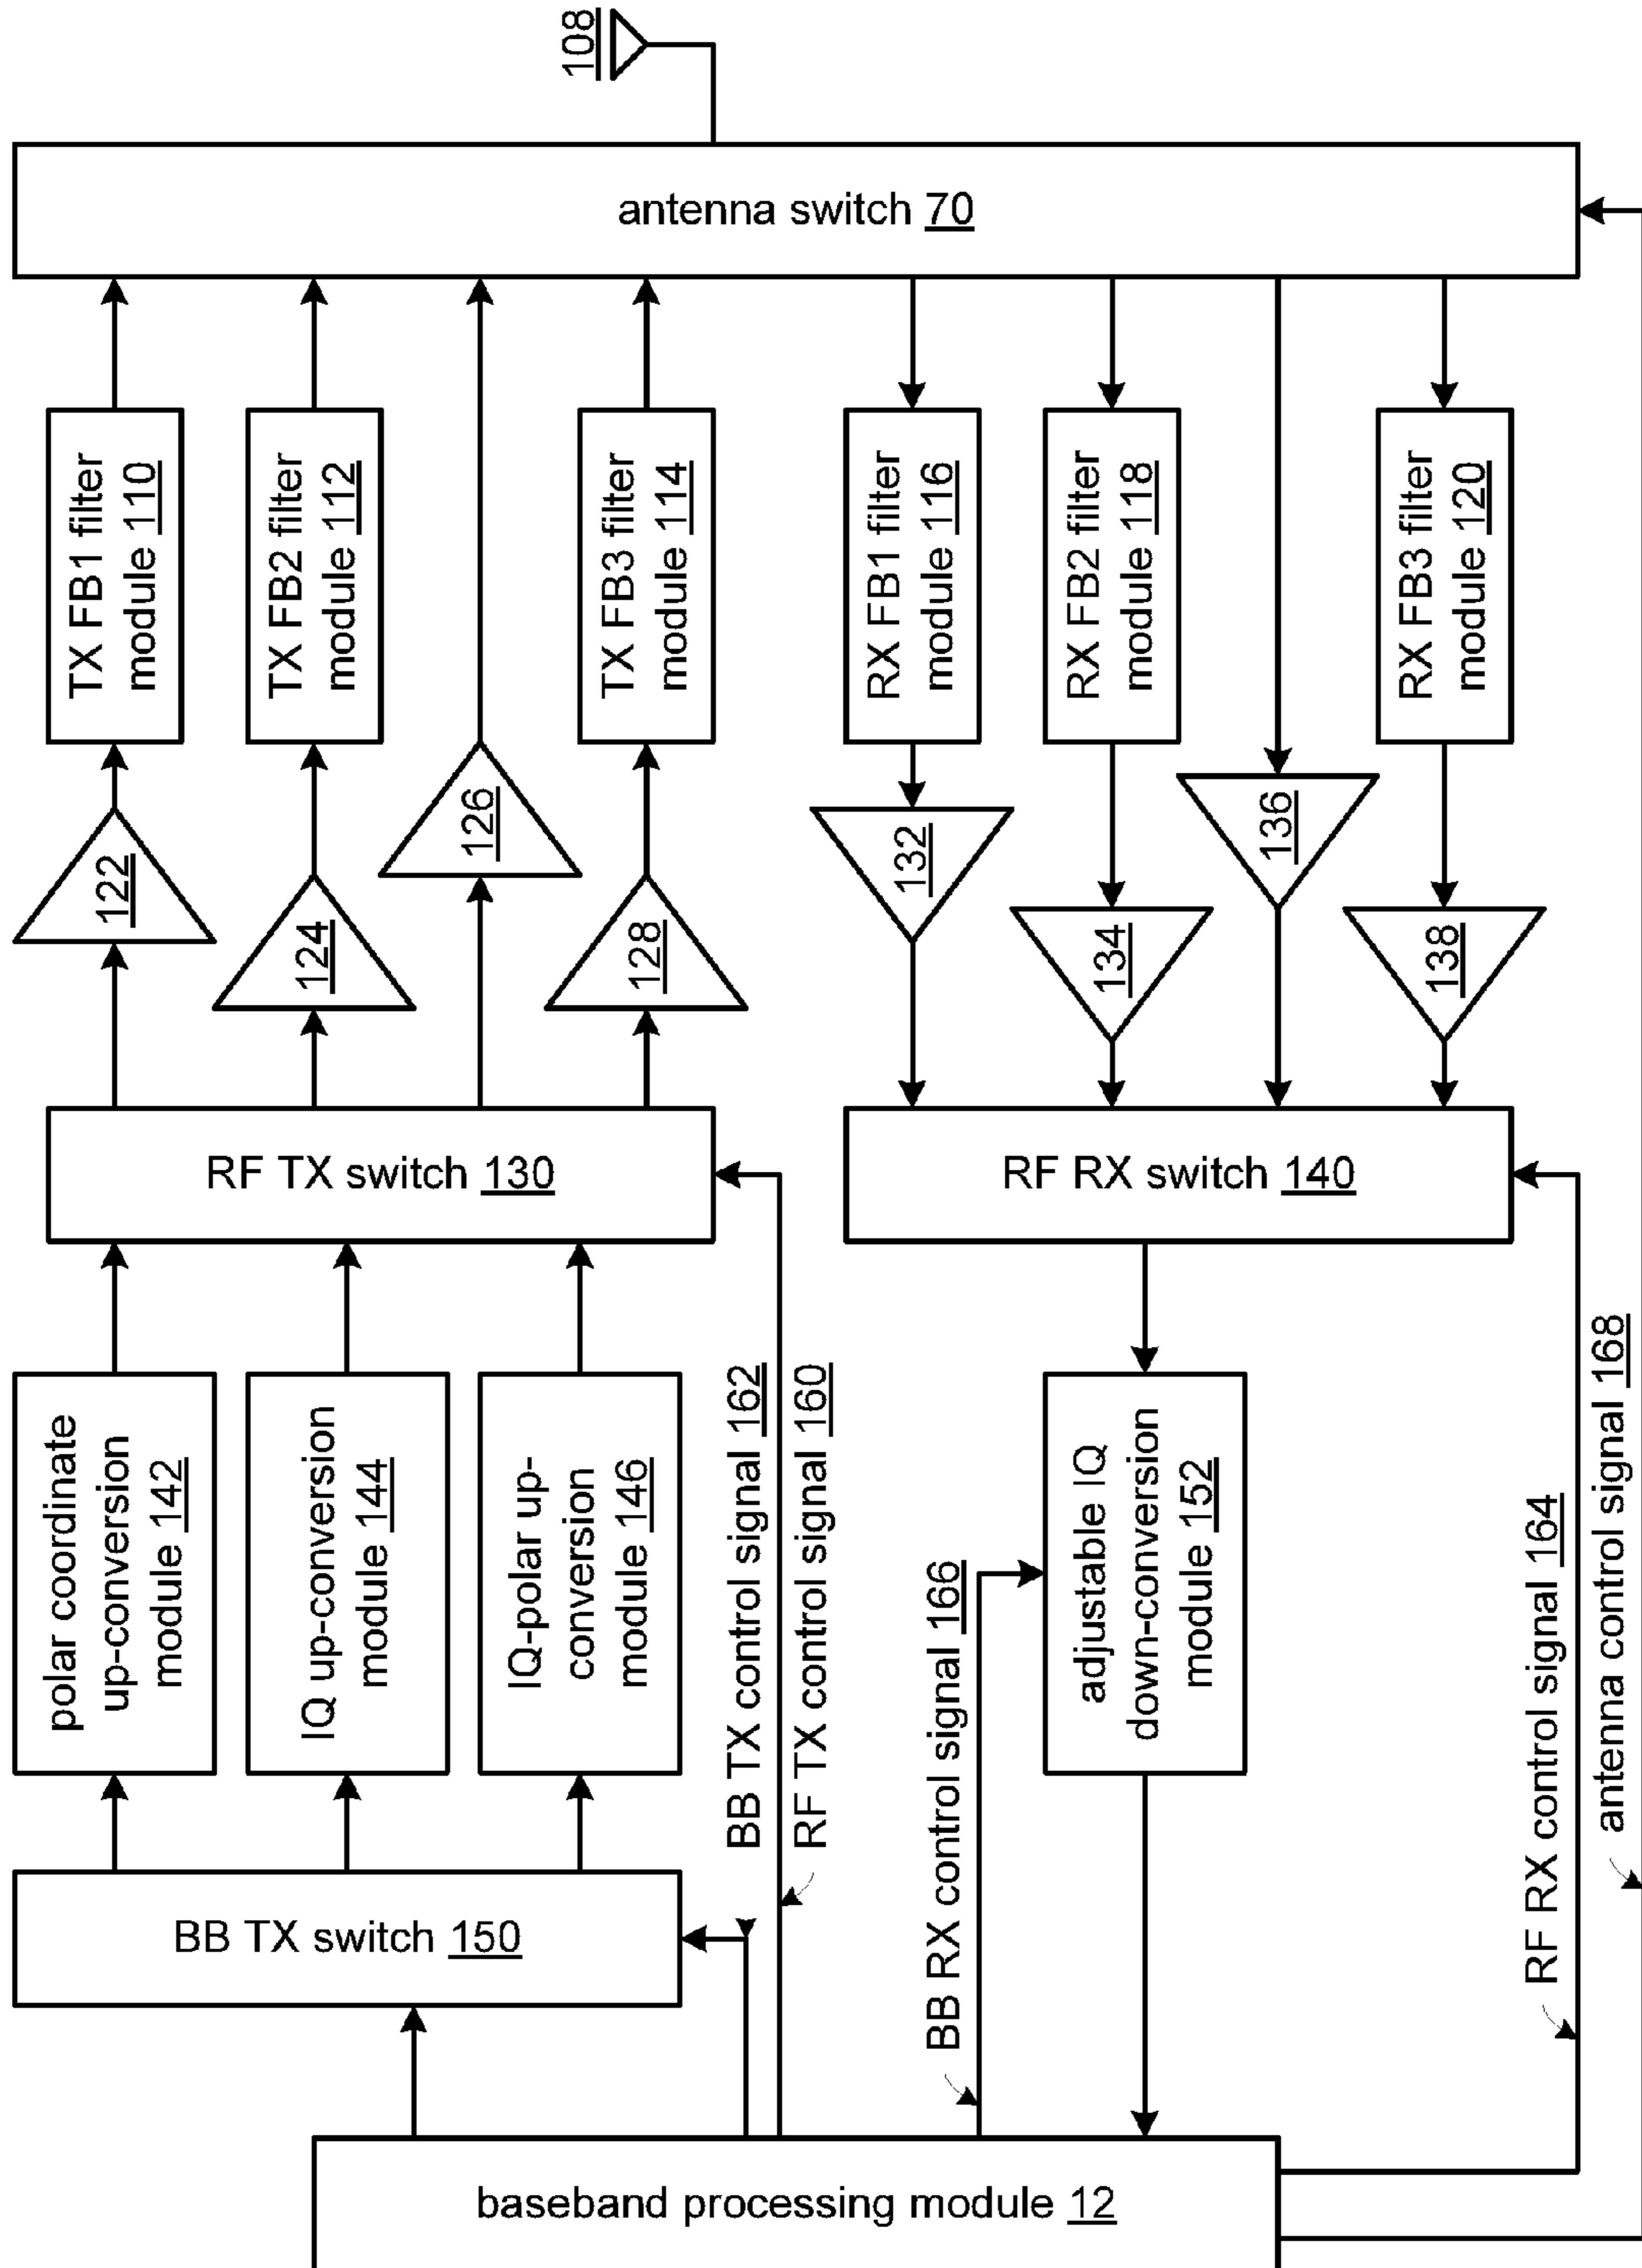 108
antenna switch 70
TX FB1 filter
module 110
TX FB2 filter
module 112
TX FB3 filter
module 114
RX FB1 filter
module 116
RX FB2 filter
module 118
RX FB3 filter
module 120
122
124
126
128
132
134
136
138
RF TX switch 130
RF RX switch 140
polar coordinate
up-conversion
module 142
IQ up-conversion
module 144
IQ-polar up-
conversion
module 146
BB TX control signal 162
RF TX control signal 160
BB RX control signal 166
adjustable IQ
down-conversion
module 152
RF RX control signal 164
antenna control signal 168
BB TX switch 150
baseband processing module 12